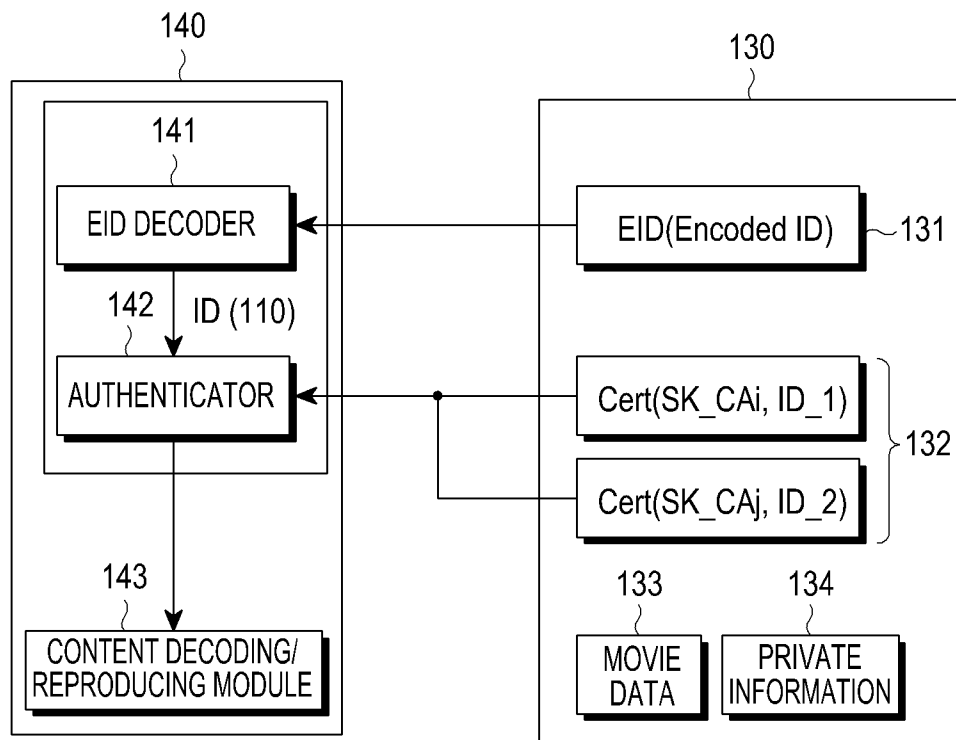 140
130
141
EID DECODER
EID(Encoded ID)
131
142
ID (110)
AUTHENTICATOR
Cert(SK_CAi, ID_1)
132
Cert(SK_CAj, ID_2)
143
CONTENT DECODING/
REPRODUCING MODULE
133
MOVIE
DATA
134
PRIVATE
INFORMATION